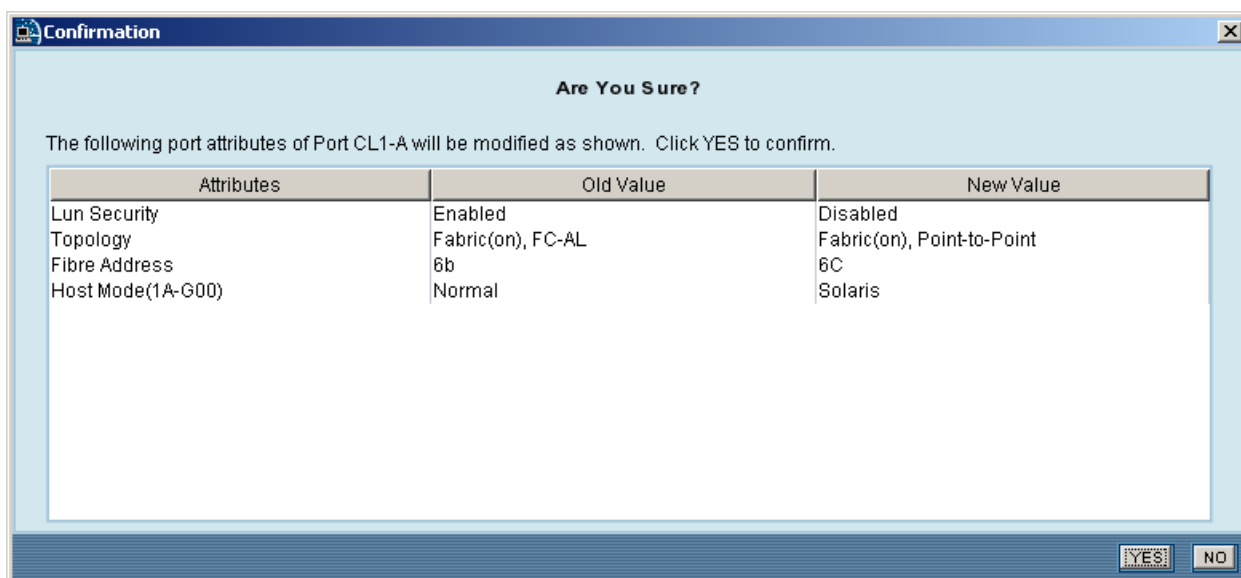 Confirmation
Are You Sure?
The following port attributes of Port CL1-A will be modified as shown. Click YES to confirm.
Attributes Old Value New Value
Lun Security Enabled Disabled
Topology Fabric(on), FC-AL Fabric(on), Point-to-Point
Fibre Address 6b 6C
Host Mode(1A-G00) Normal Solaris
YES NO